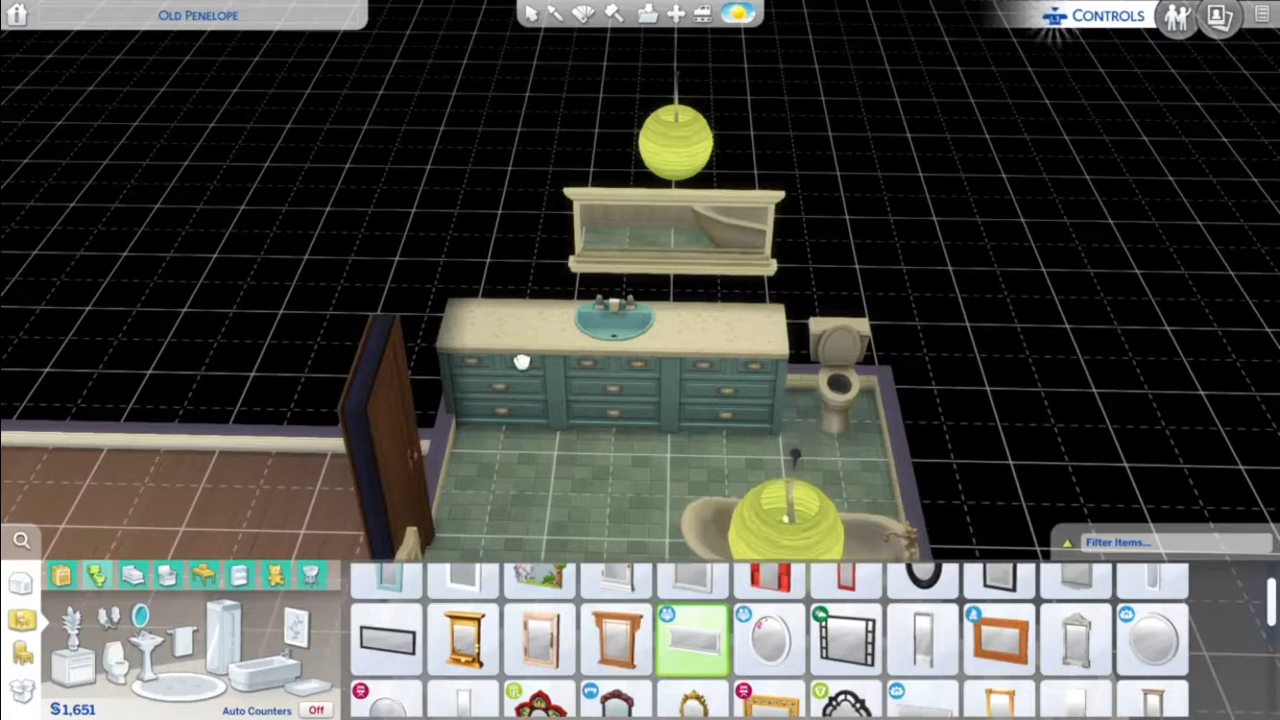 OLD PENELOPE
CONTROLS
Filter Items...
$1,651
Auto Counters
Off